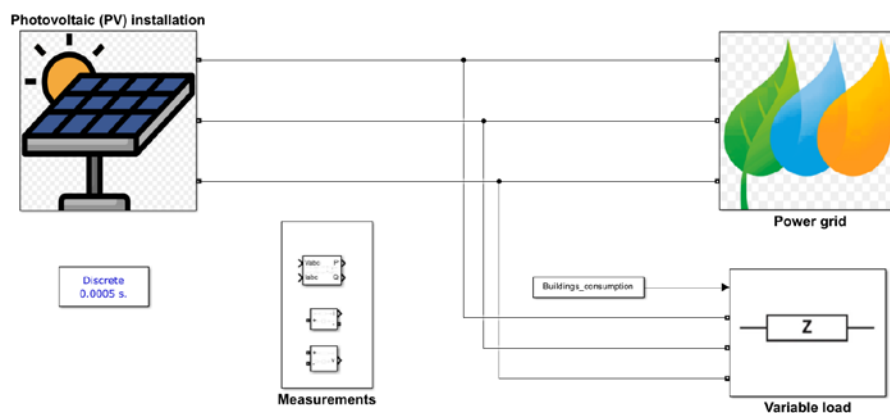 Photovoltaic (PV) installation
Power grid
Discrete
0.0005 s.
Vabc
P
Iabc
Q
Buildings_consumption
Z
Measurements
Variable load